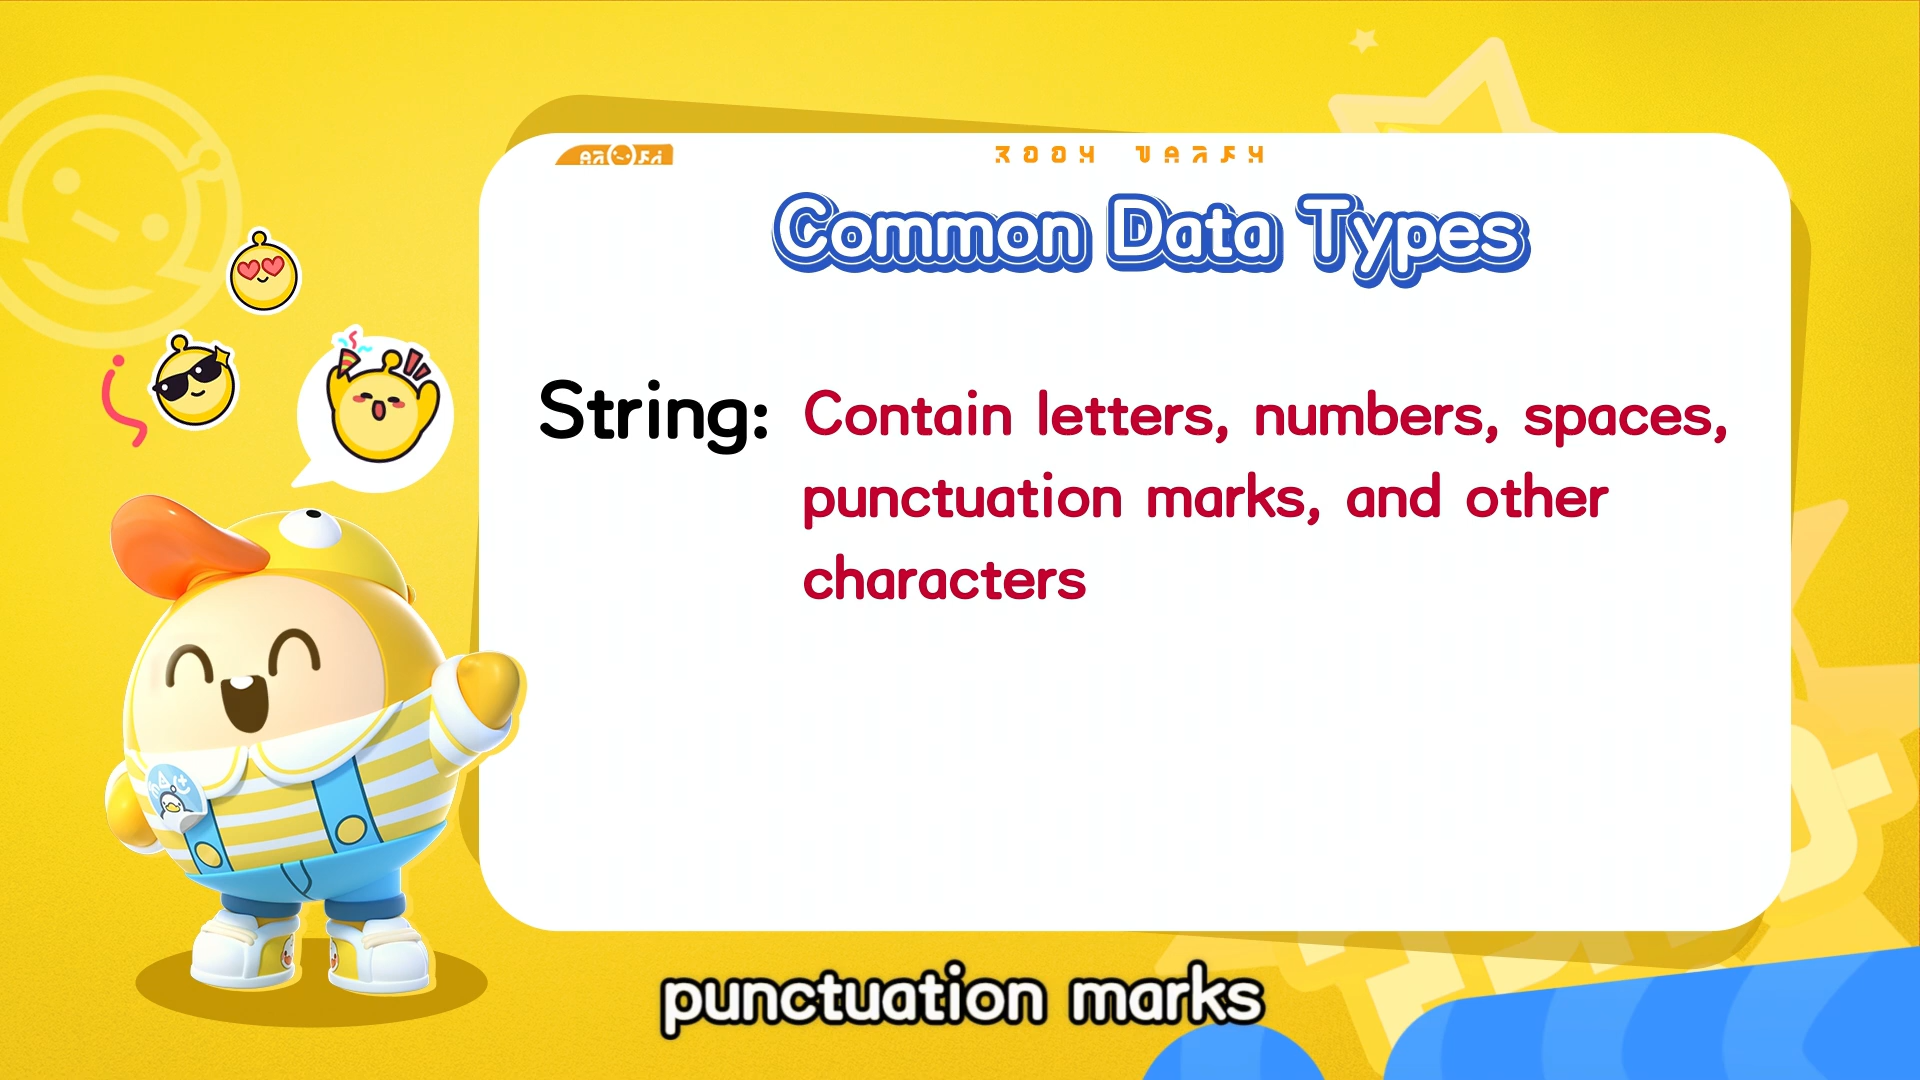 Common Data Types
String: Contain letters, numbers, spaces,
punctuation marks, and other
characters
punctuation marks